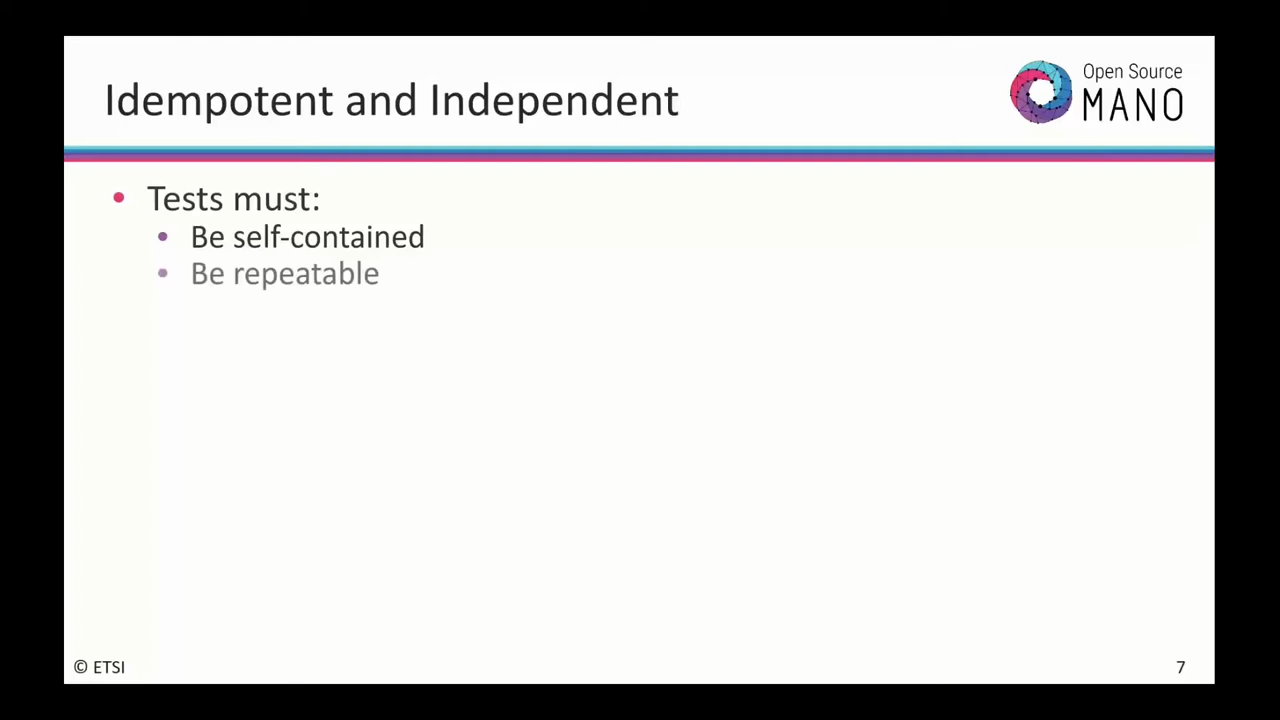 Idempotent and Independent
Open Source
MANO
• Tests must:
• Be self-contained
• Be repeatable
© ETSI
7